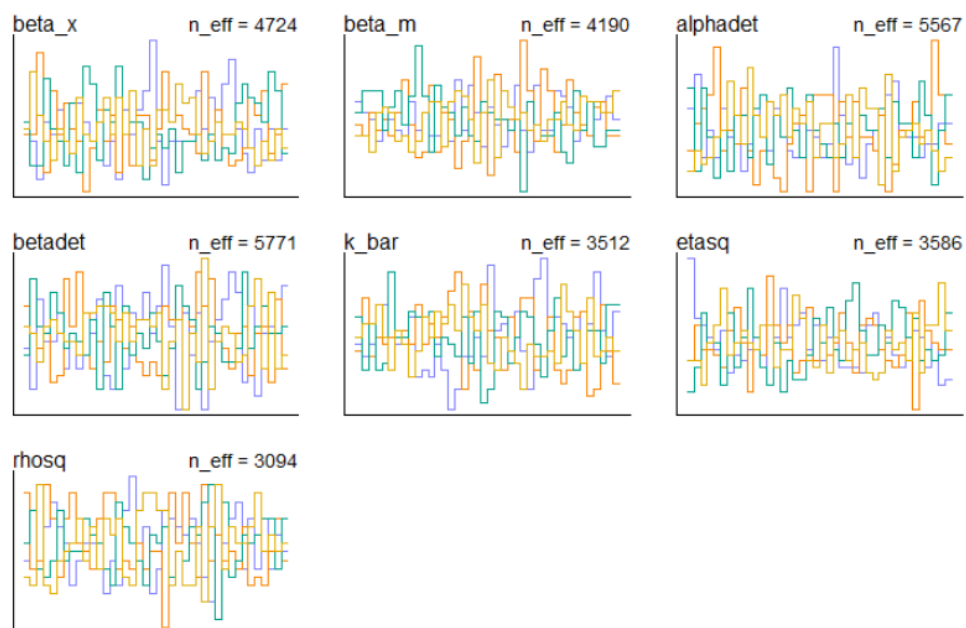 beta_x n_eff = 4724 beta_m n_eff = 4190 alphadet n_eff = 5567
betadet n_eff = 5771 k_bar n_eff = 3512 etasq n_eff = 3586
rhosq n_eff = 3094